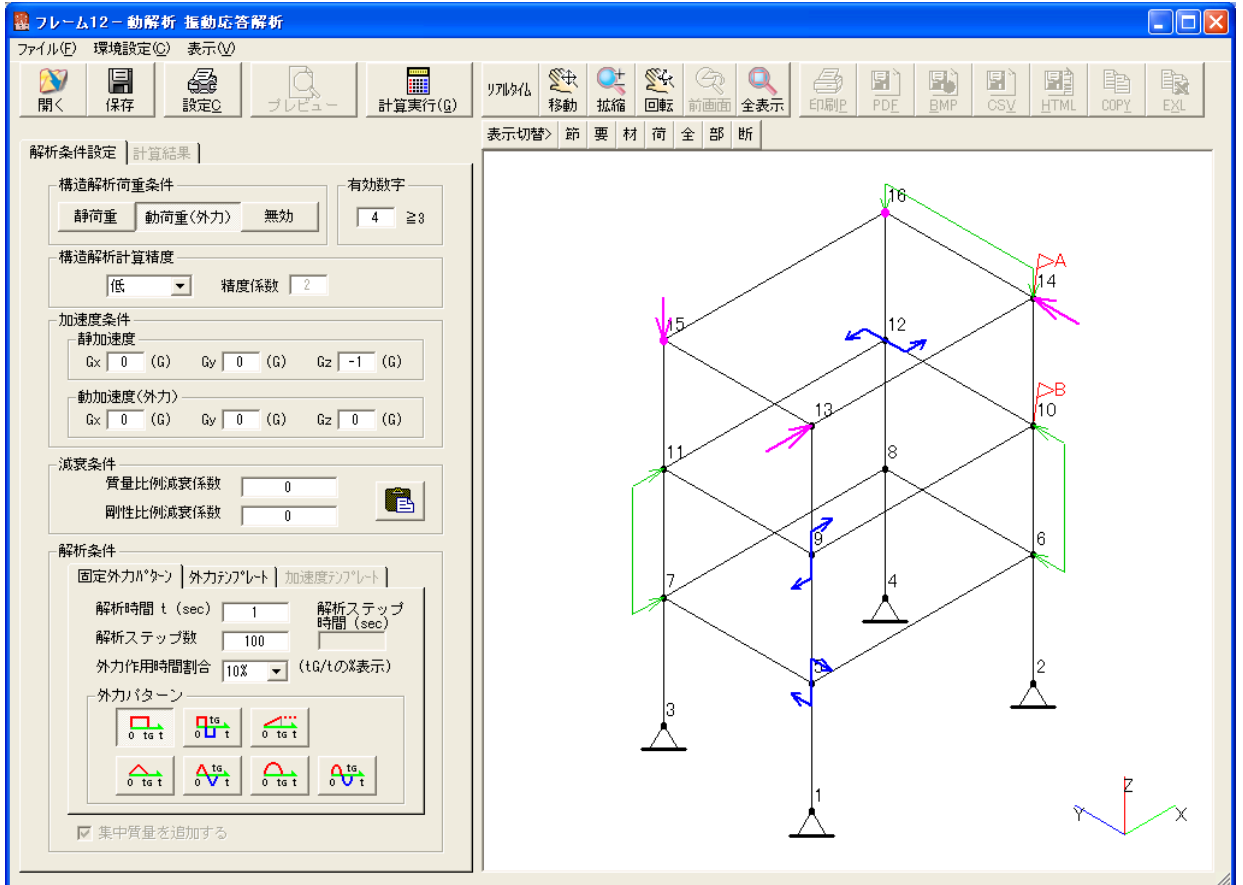 フレーム12－動解析 振動応答解析
ファイル(F) 環境設定(C) 表示(V)
開く 保存 設定C プレビュー 計算実行(G) リアルタイム 移動 拡縮 回転 前画面 全表示 印刷P PDF BMP CSV HTML COPY EXL
表示切替> 節 要 材 荷 全 部 断
解析条件設定 計算結果
構造解析荷重条件
静荷重 動荷重(外力) 無効
有効数字
4 ≧3
構造解析計算精度
低 精度係数 2
加速度条件
静加速度
Gx 0 (G) Gy 0 (G) Gz -1 (G)
動加速度(外力)
Gx 0 (G) Gy 0 (G) Gz 0 (G)
減衰条件
質量比例減衰係数 0
剛性比例減衰係数 0
解析条件
固定外力パターン 外力テンプレート 加速度テンプレート
解析時間 t (sec) 1
解析ステップ数 100
解析ステップ
時間 (sec)
外力作用時間割合 10% (tG/tの%表示)
外力パターン
0 tG t
tG
0 t
0 tG t
0 tG t
tG
0 t
0 tG t
tG
0 t
集中質量を追加する
16
A
14
15
12
B
10
13
11
8
9
6
7
4
5
2
3
1
Z
Y
X